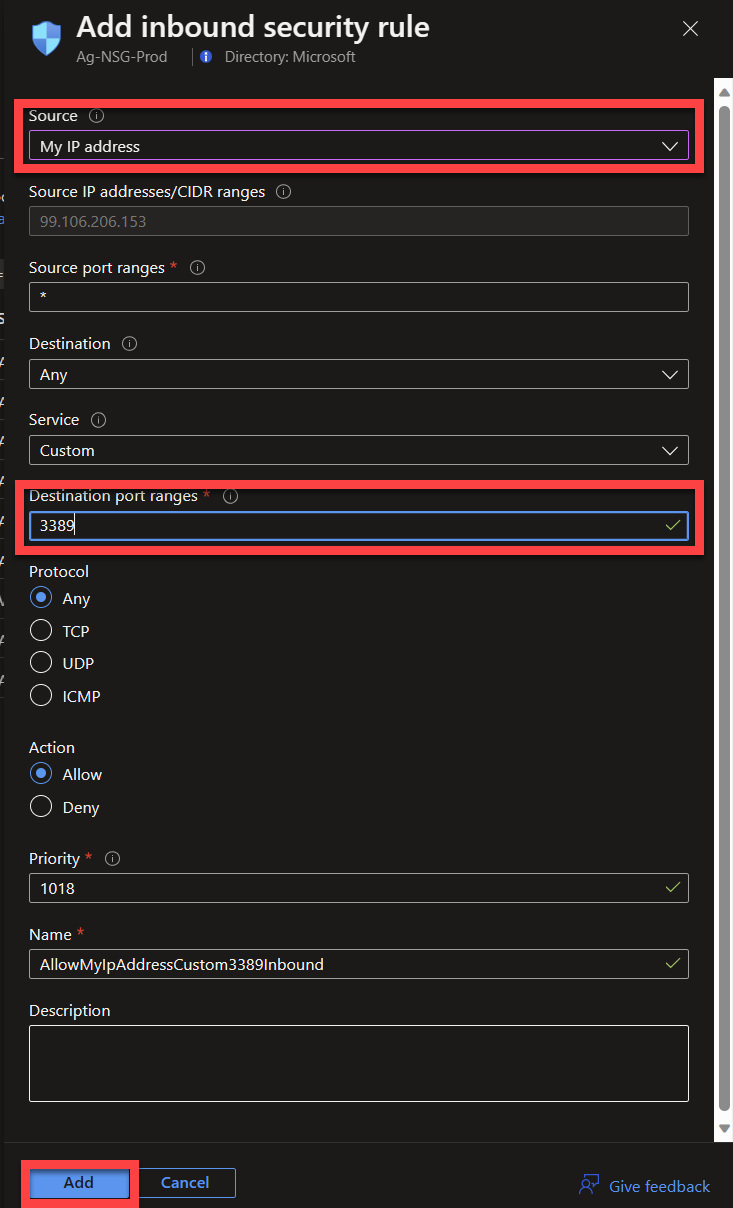 Add inbound security rule
Ag-NSG-Prod | Directory: Microsoft
Source
My IP address
Source IP addresses/CIDR ranges
99.106.206.153
Source port ranges *
*
Destination
Any
Service
Custom
Destination port ranges *
3389
Protocol
Any
TCP
UDP
ICMP
Action
Allow
Deny
Priority *
1018
Name *
AllowMyIpAddressCustom3389Inbound
Description
Add Cancel Give feedback